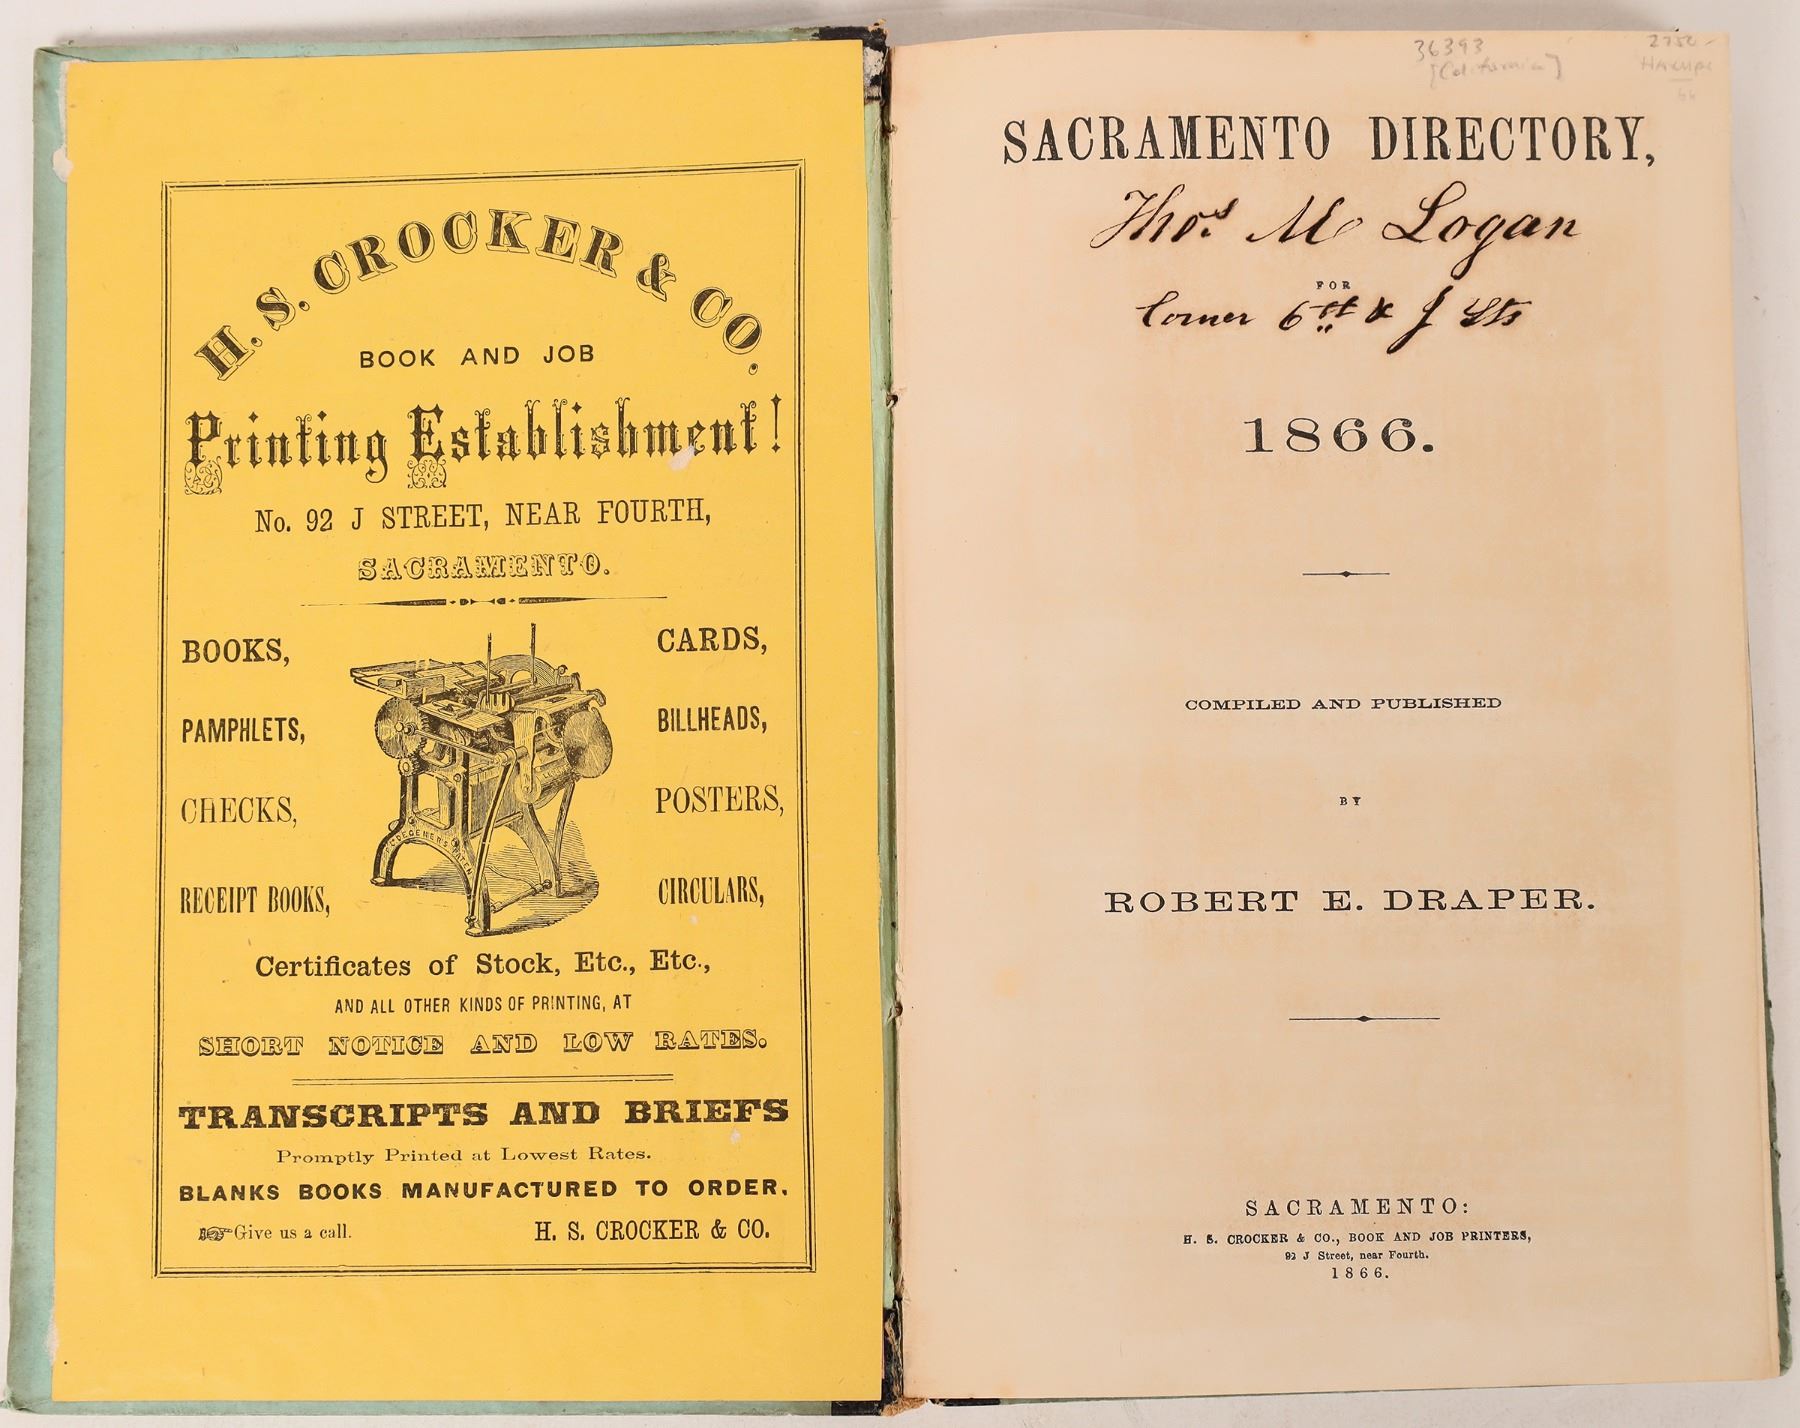 H. S. CROCKER & CO.
BOOK AND JOB
Printing Establishment!
No. 92 J STREET, NEAR FOURTH,
SACRAMENTO.
BOOKS,
CARDS,
PAMPHLETS,
BILLHEADS,
CHECKS,
POSTERS,
RECEIPT BOOKS,
CIRCULARS,
DEGENER'S PATEN
Certificates of Stock, Etc., Etc.,
AND ALL OTHER KINDS OF PRINTING, AT
SHORT NOTICE AND LOW RATES.
TRANSCRIPTS AND BRIEFS
Promptly Printed at Lowest Rates.
BLANKS BOOKS MANUFACTURED TO ORDER.
Give us a call.
H. S. CROCKER & CO.
36393
[California]
2750-
SACRAMENTO DIRECTORY,
Thos. M Logan
FOR
Corner 6th & J Sts
1866.
COMPILED AND PUBLISHED
BY
ROBERT E. DRAPER.
SACRAMENTO:
H. S. CROCKER & CO., BOOK AND JOB PRINTERS,
92 J Street, near Fourth.
1866.